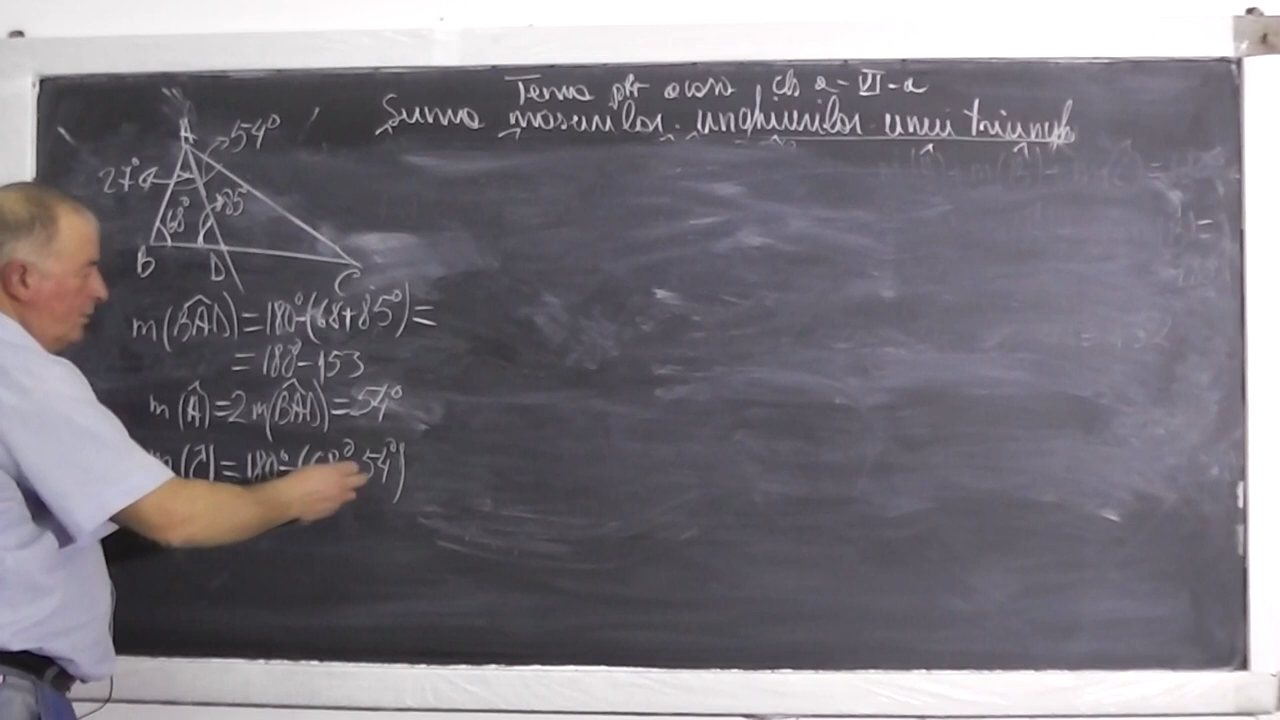 Tema ptr acasa cls a-VI-a
Suma masurilor unghiurilor unui triunghi
A
54°
27°
68°
85°
B
D
C
m(BAD)=180°-(68+85°)=
=180°-153
m(Â)=2m(BAD)=54°
m(Ĉ)=180°-(68° 54°)